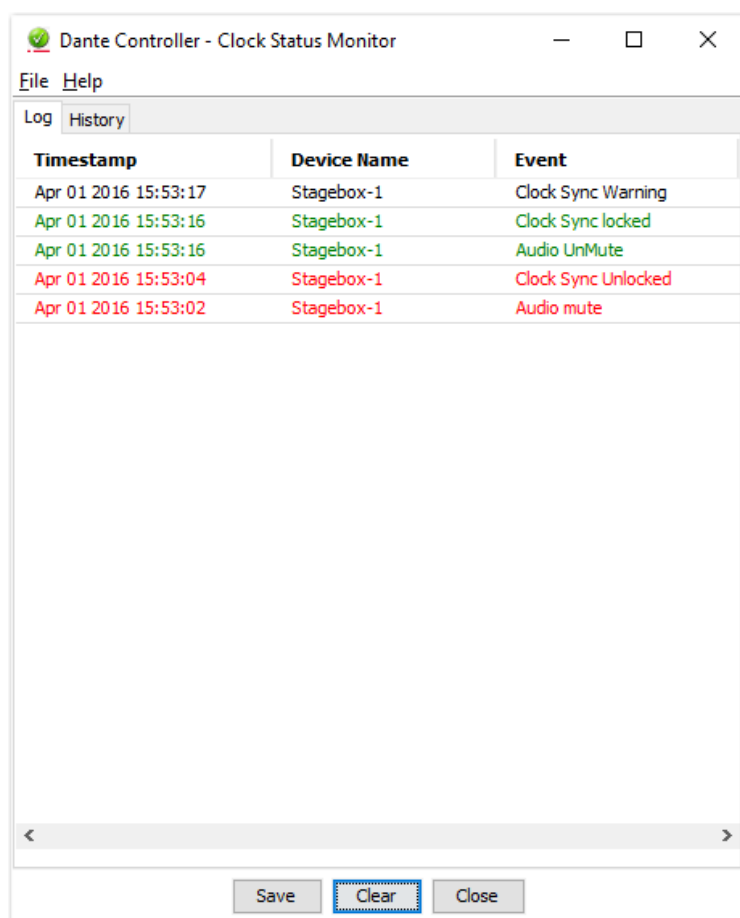 Dante Controller - Clock Status Monitor
File Help
Log History
Timestamp Device Name Event
Apr 01 2016 15:53:17 Stagebox-1 Clock Sync Warning
Apr 01 2016 15:53:16 Stagebox-1 Clock Sync locked
Apr 01 2016 15:53:16 Stagebox-1 Audio UnMute
Apr 01 2016 15:53:04 Stagebox-1 Clock Sync Unlocked
Apr 01 2016 15:53:02 Stagebox-1 Audio mute
Save Clear Close